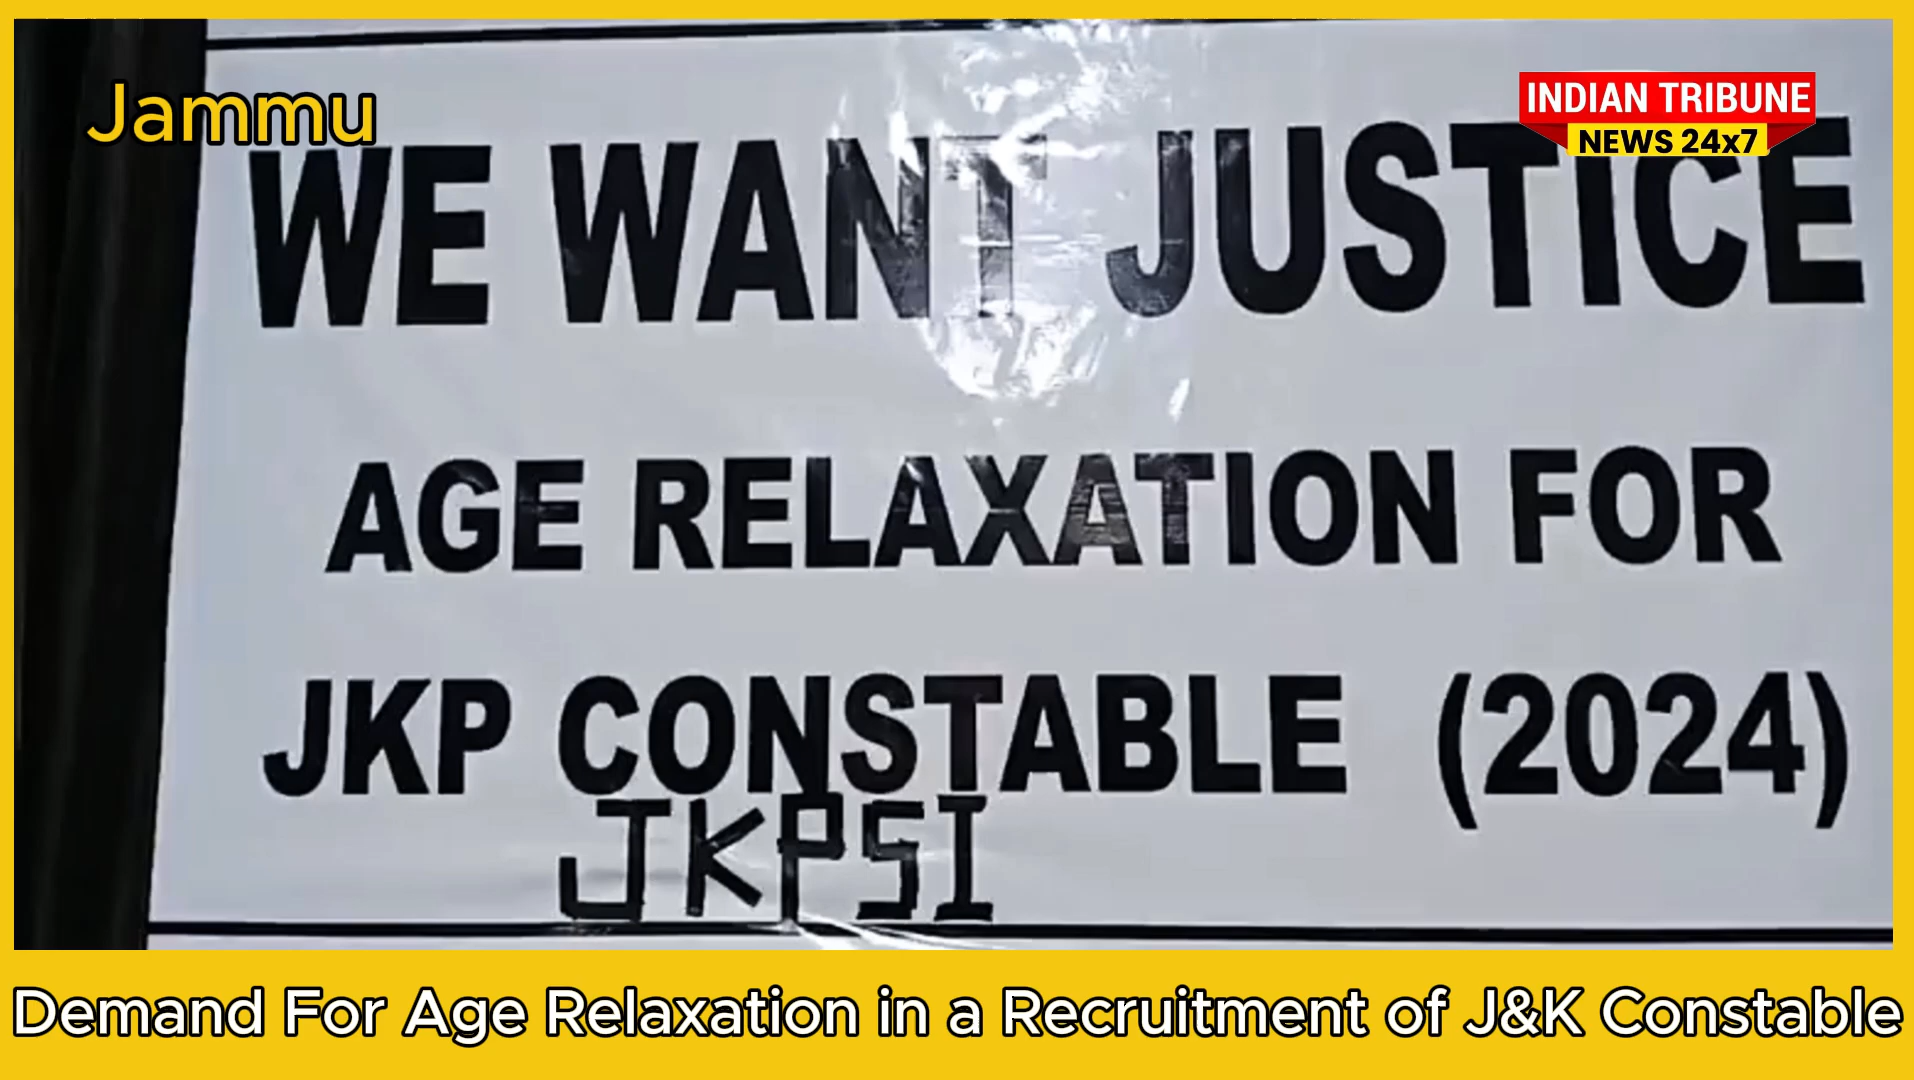 Jammu
INDIAN TRIBUNE
NEWS 24x7
WE WANT JUSTICE
AGE RELAXATION FOR
JKP CONSTABLE (2024)
JKPSI
Demand For Age Relaxation in a Recruitment of J&K Constable